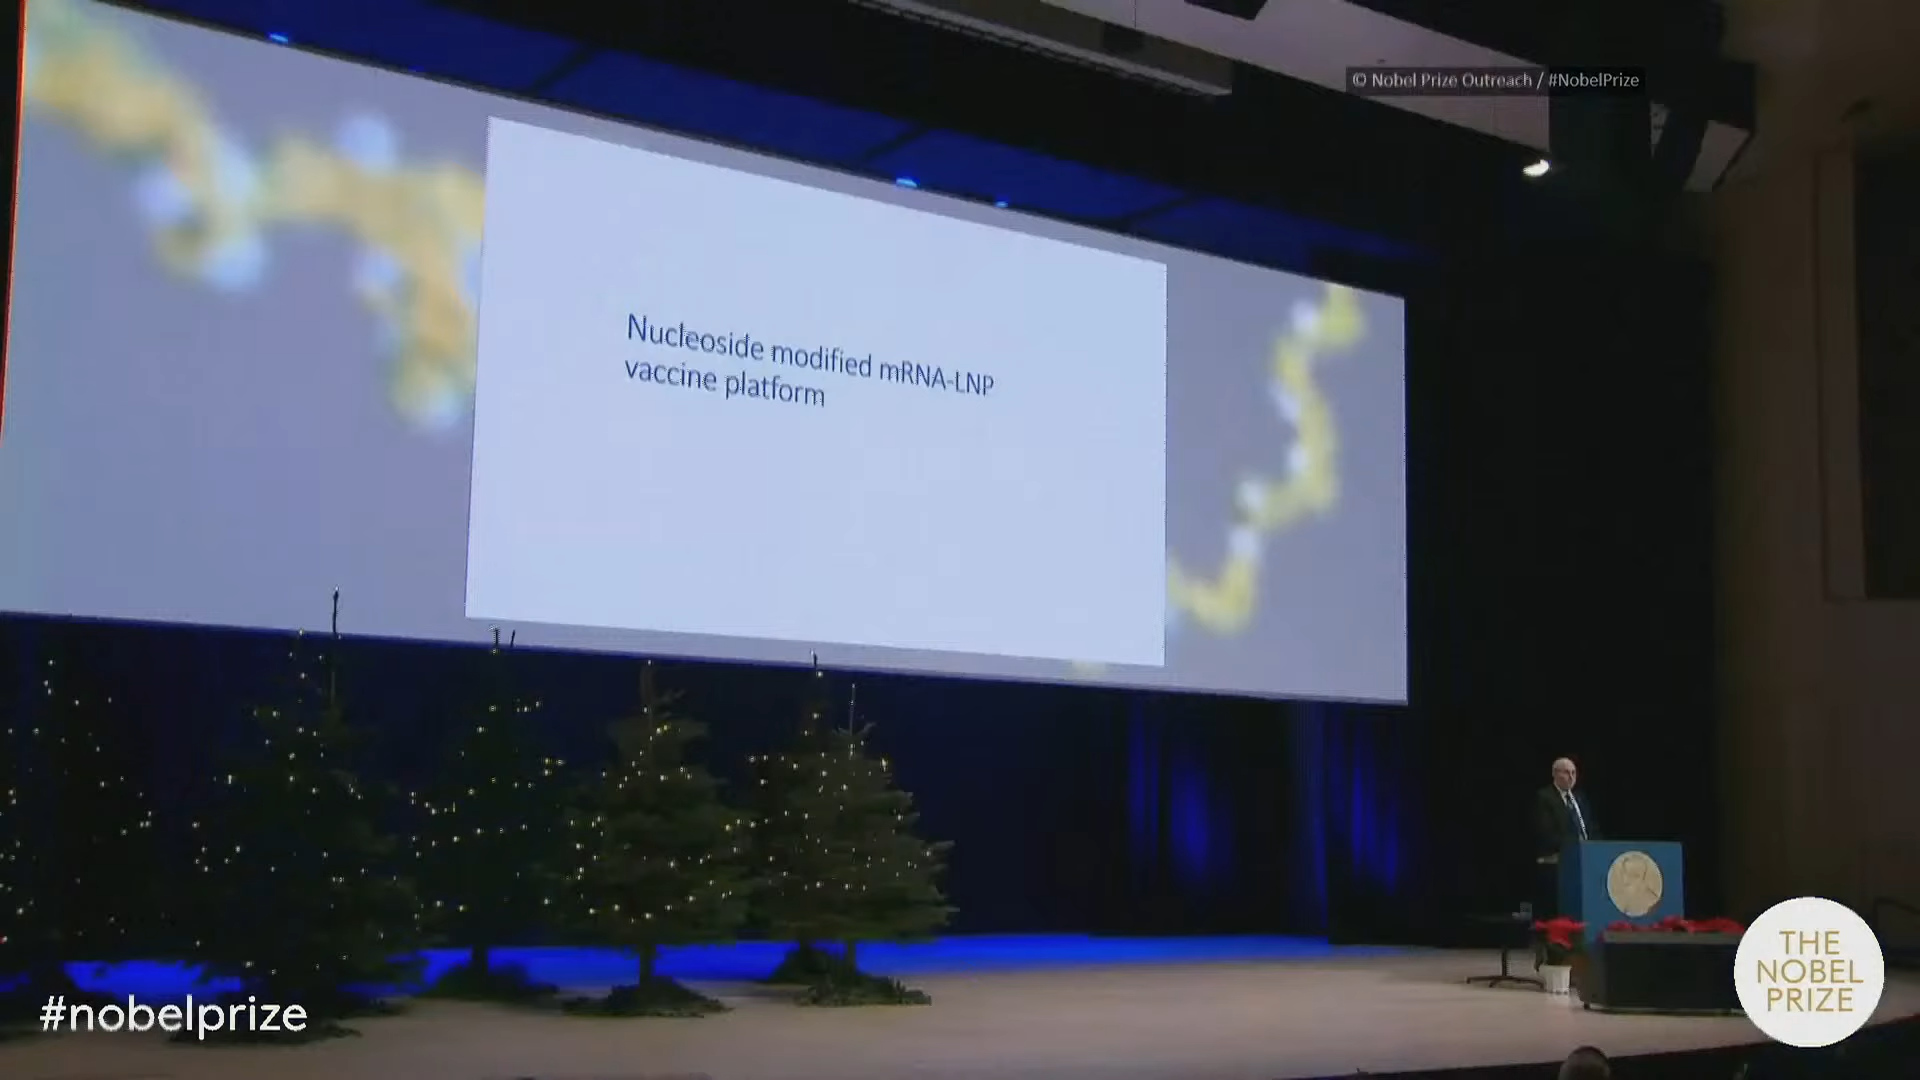 © Nobel Prize Outreach / #NobelPrize
Nucleoside modified mRNA-LNP
vaccine platform
#nobelprize
THE
NOBEL
PRIZE